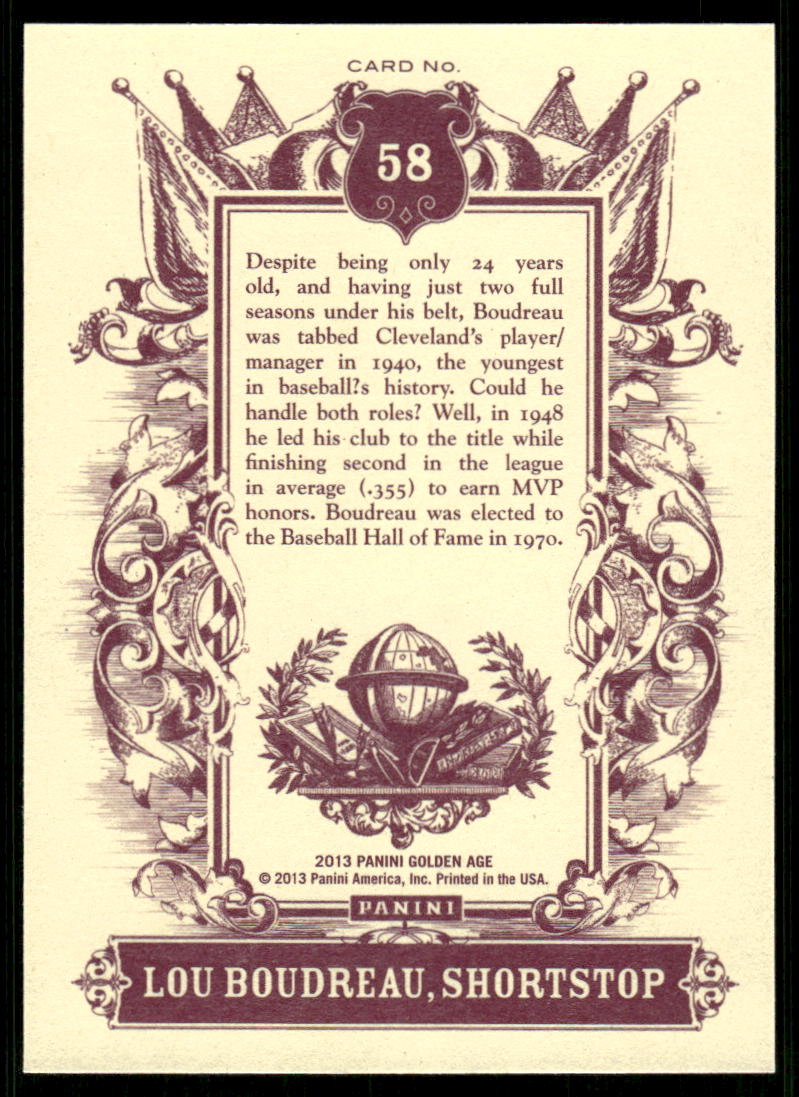 CARD No.
58
Despite being only 24 years
old, and having just two full
seasons under his belt, Boudreau
was tabbed Cleveland's player/
manager in 1940, the youngest
in baseball?s history. Could he
handle both roles? Well, in 1948
he led his club to the title while
finishing second in the league
in average (.355) to earn MVP
honors. Boudreau was elected to
the Baseball Hall of Fame in 1970.
2013 PANINI GOLDEN AGE
© 2013 Panini America, Inc. Printed in the USA.
PANINI
LOU BOUDREAU, SHORTSTOP